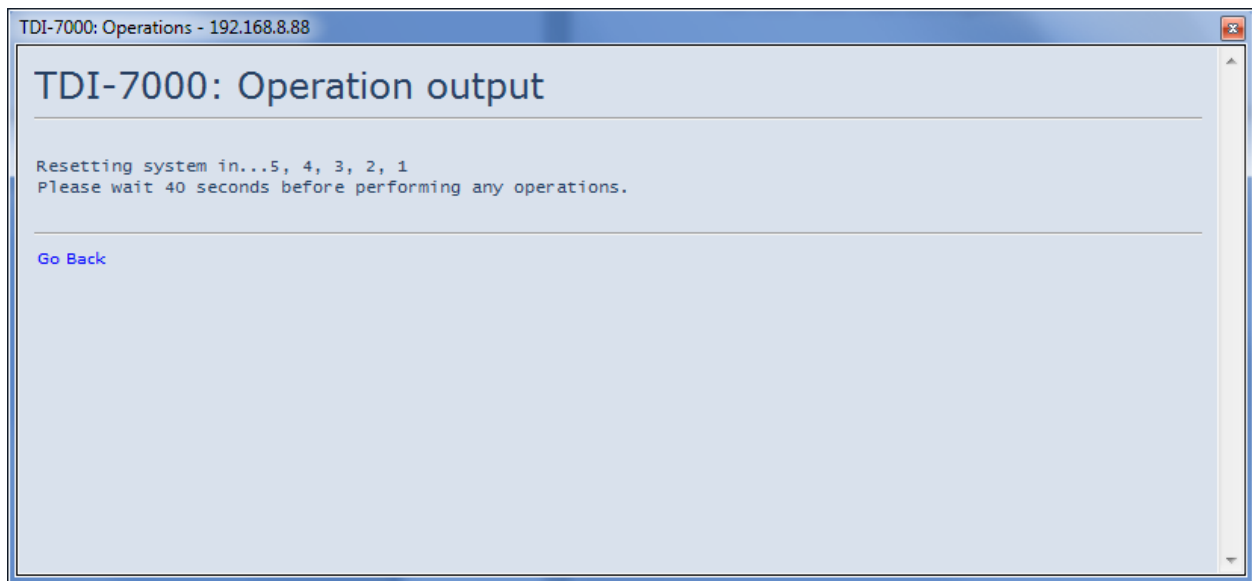 TDI-7000: Operations - 192.168.8.88
TDI-7000: Operation output
Resetting system in...5, 4, 3, 2, 1
Please wait 40 seconds before performing any operations.
Go Back